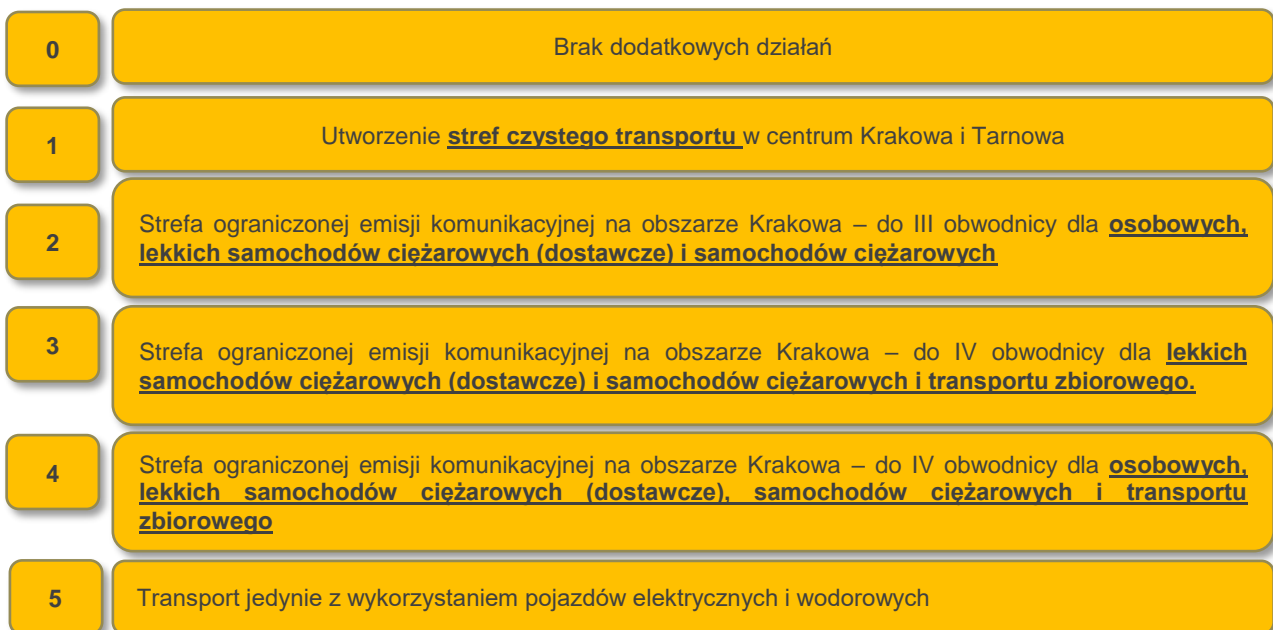 0
Brak dodatkowych działań
1
Utworzenie stref czystego transportu w centrum Krakowa i Tarnowa
2
Strefa ograniczonej emisji komunikacyjnej na obszarze Krakowa – do III obwodnicy dla osobowych,
lekkich samochodów ciężarowych (dostawcze) i samochodów ciężarowych
3
Strefa ograniczonej emisji komunikacyjnej na obszarze Krakowa – do IV obwodnicy dla lekkich
samochodów ciężarowych (dostawcze) i samochodów ciężarowych i transportu zbiorowego.
4
Strefa ograniczonej emisji komunikacyjnej na obszarze Krakowa – do IV obwodnicy dla osobowych,
lekkich samochodów ciężarowych (dostawcze), samochodów ciężarowych i transportu
zbiorowego
5
Transport jedynie z wykorzystaniem pojazdów elektrycznych i wodorowych